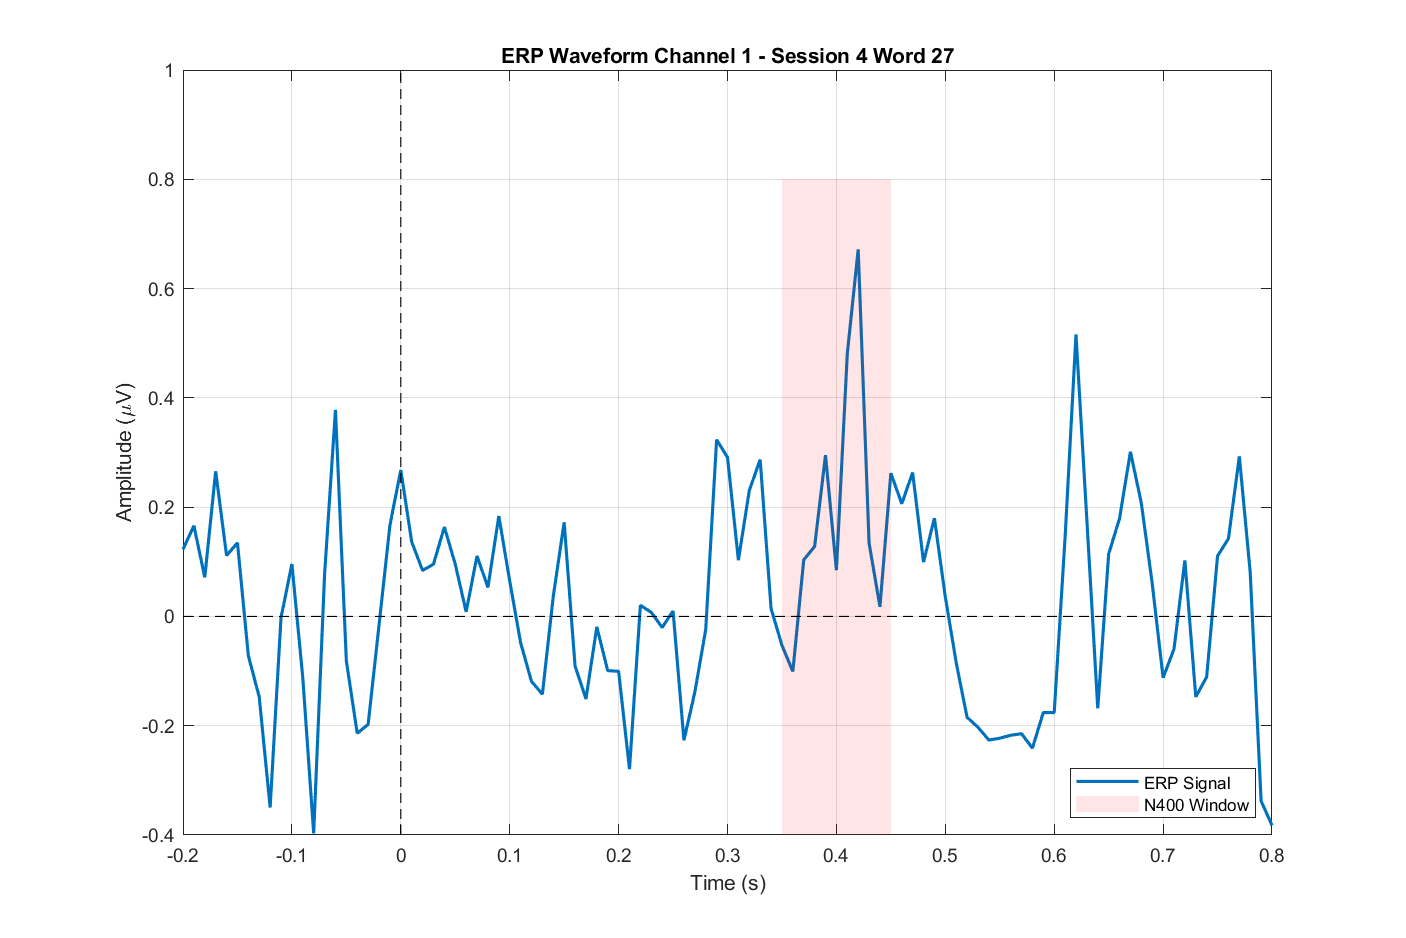 ERP Waveform Channel 1 - Session 4 Word 27
1
0.8
0.6
0.4
0.2
0
-0.2
-0.4
Amplitude (μV)
-0.2 -0.1 0 0.1 0.2 0.3 0.4 0.5 0.6 0.7 0.8
Time (s)
ERP Signal
N400 Window